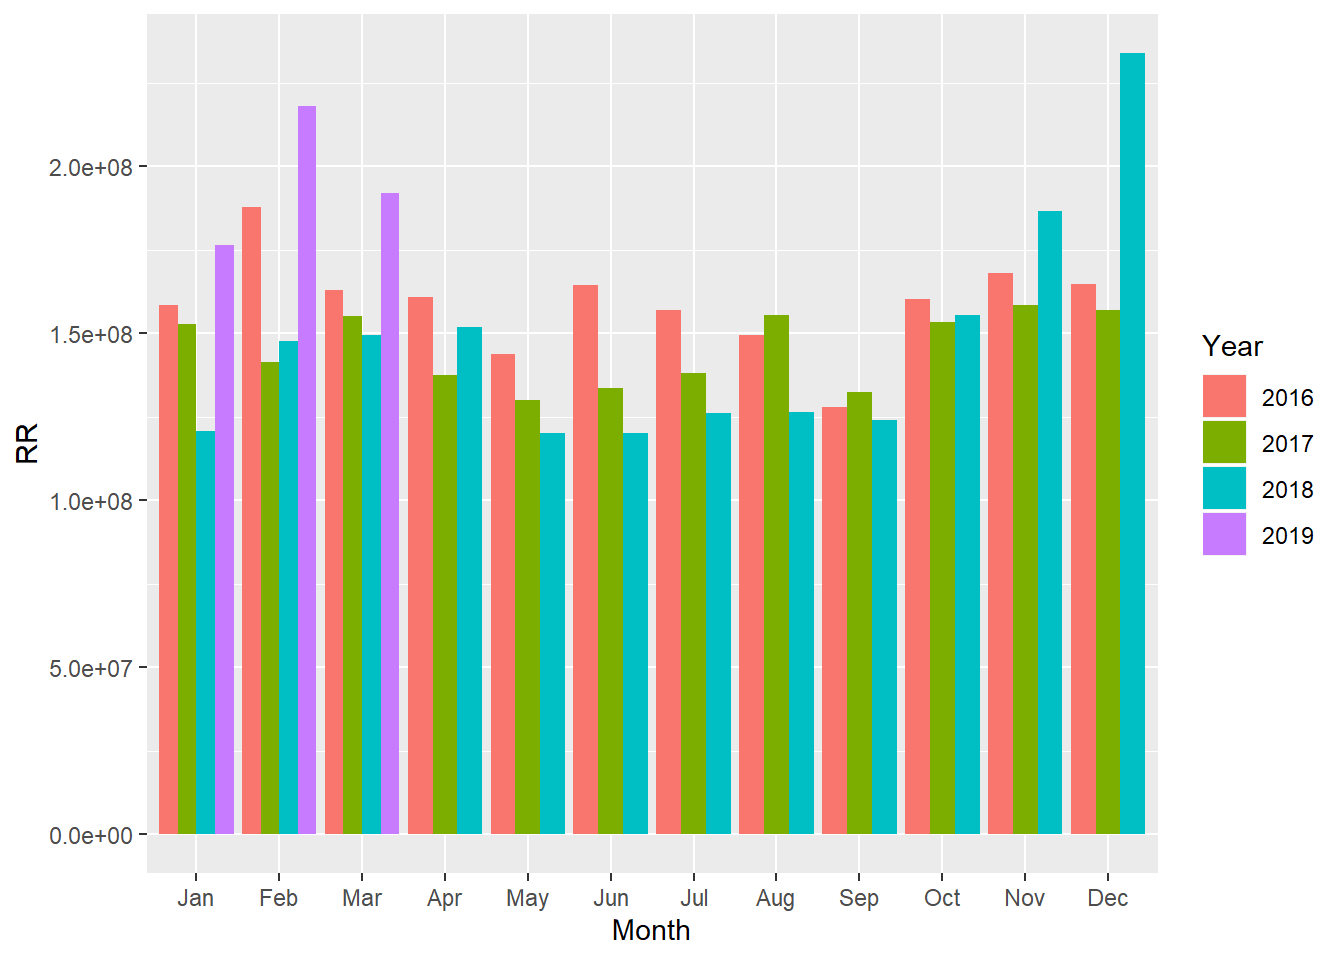 RR
2.0e+08
1.5e+08
1.0e+08
5.0e+07
0.0e+00
Jan Feb Mar Apr May Jun Jul Aug Sep Oct Nov Dec
Month
Year
2016
2017
2018
2019